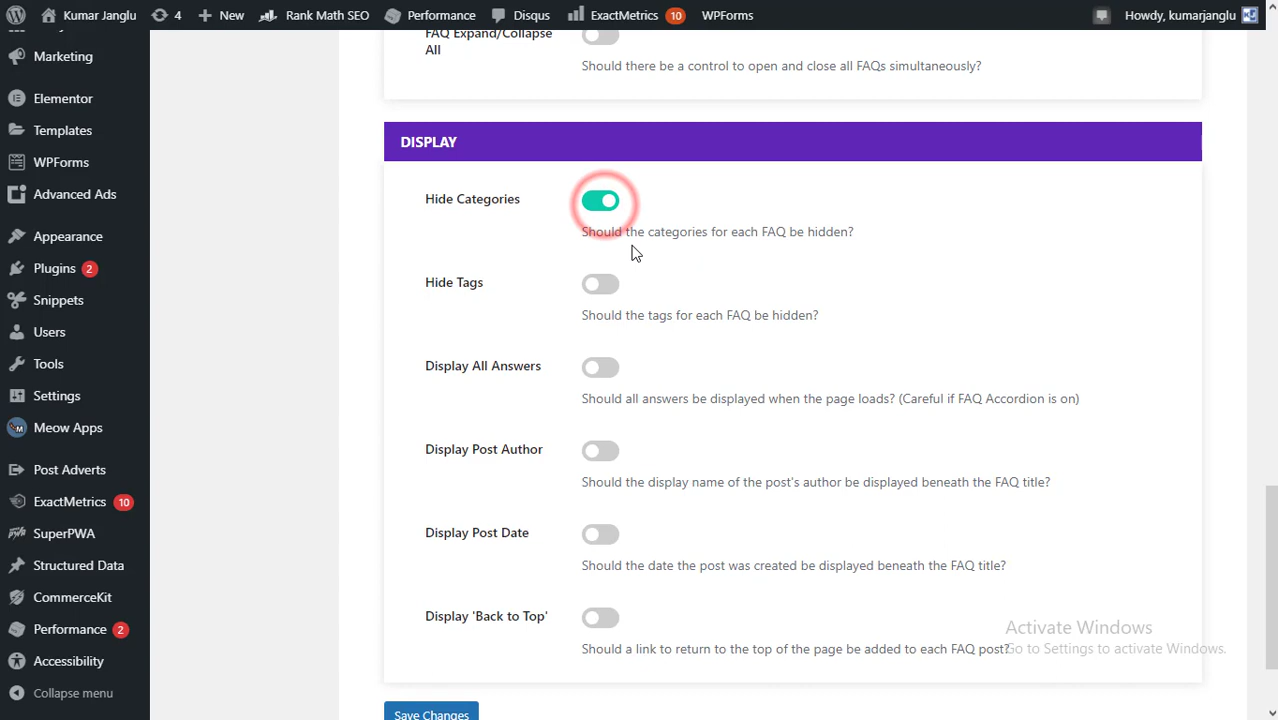 Kumar Janglu 4 New Rank Math SEO Performance Disqus ExactMetrics 10 WPForms Howdy, kumarjanglu
Marketing
Elementor
Templates
WPForms
Advanced Ads
Appearance
Plugins 2
Snippets
Users
Tools
Settings
Meow Apps
Post Adverts
ExactMetrics 10
SuperPWA
Structured Data
CommerceKit
Performance 2
Accessibility
Collapse menu
FAQ Expand/Collapse
All
Should there be a control to open and close all FAQs simultaneously?
DISPLAY
Hide Categories
Should the categories for each FAQ be hidden?
Hide Tags
Should the tags for each FAQ be hidden?
Display All Answers
Should all answers be displayed when the page loads? (Careful if FAQ Accordion is on)
Display Post Author
Should the display name of the post's author be displayed beneath the FAQ title?
Display Post Date
Should the date the post was created be displayed beneath the FAQ title?
Display 'Back to Top'
Should a link to return to the top of the page be added to each FAQ post?
Save Changes
Activate Windows
Go to Settings to activate Windows.